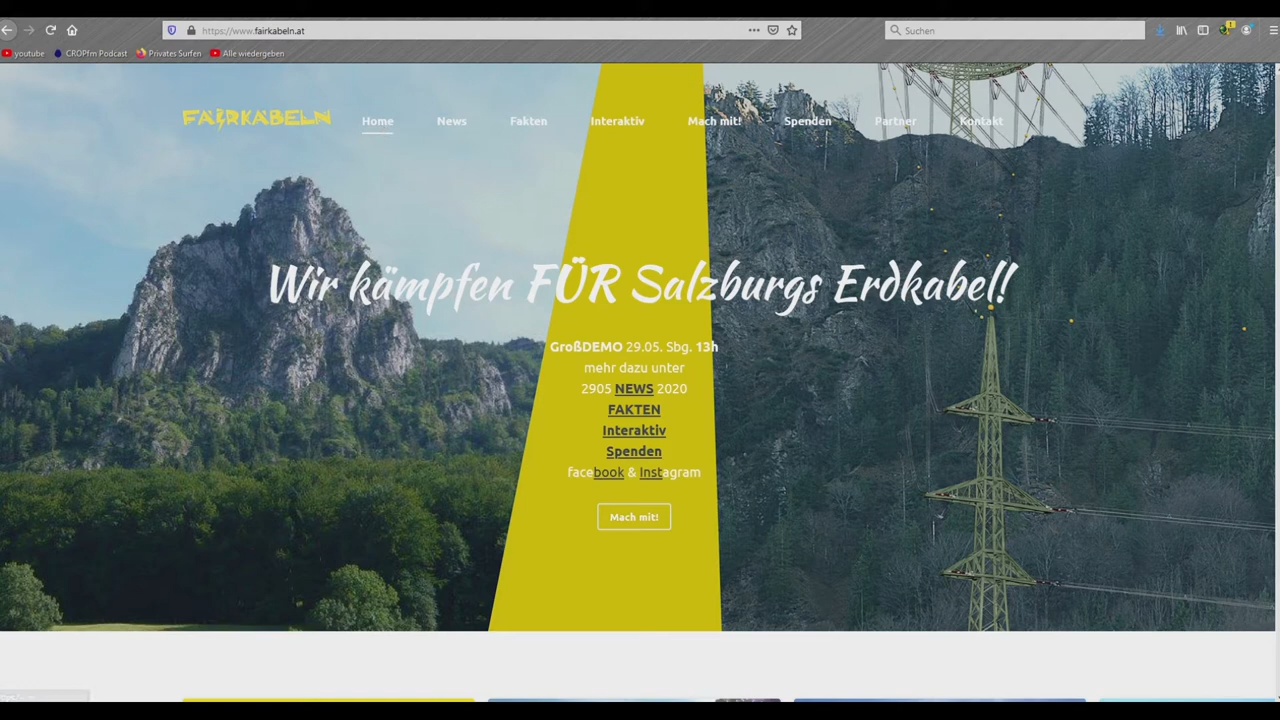 https://www.fairkabeln.at
Suchen
youtube
CROPfm Podcast
Privates Surfen
Alle wiedergeben
FAIRKABELN
Home
News
Fakten
Interaktiv
Mach mit!
Spenden
Partner
Kontakt
Wir kämpfen FÜR Salzburgs Erdkabel!
GroßDEMO 29.05. Sbg. 13h
mehr dazu unter
2905 NEWS 2020
FAKTEN
Interaktiv
Spenden
facebook & Instagram
Mach mit!